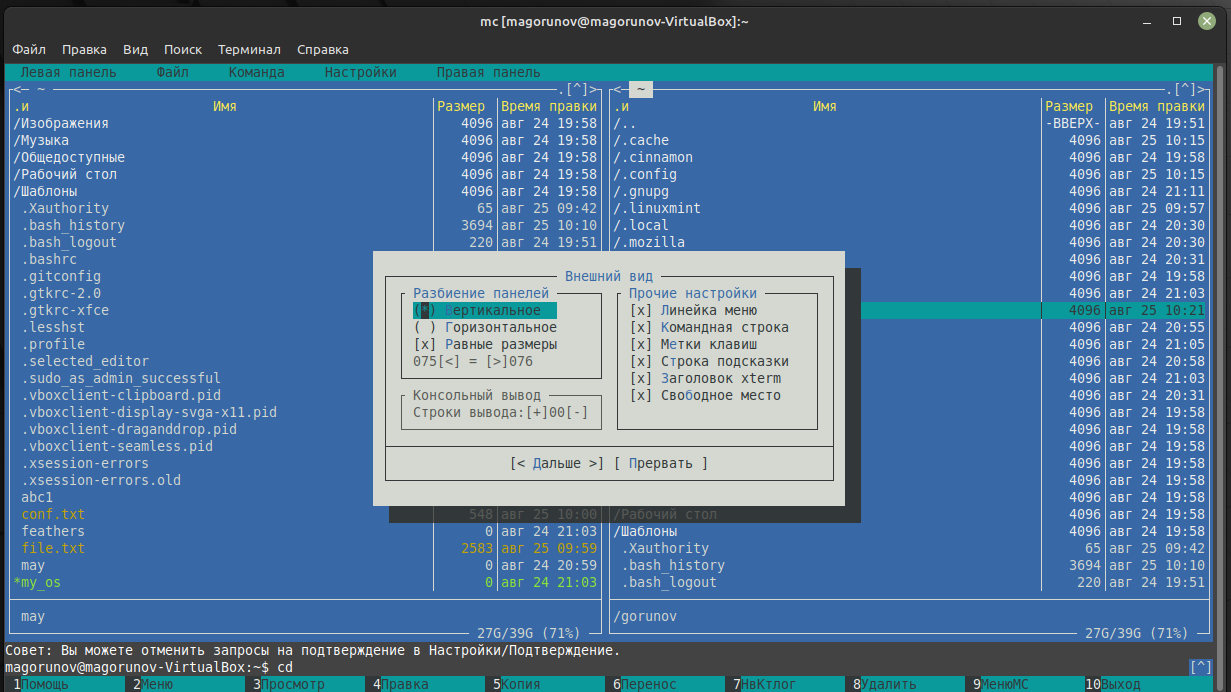 mc [magorunov@magorunov-VirtualBox]:~
Файл Правка Вид Поиск Терминал Справка
Левая панель Файл Команда Настройки Правая панель
<─ ~ .[^]> <─ ~ .[^]>
.и Имя Размер Время правки .и Имя Размер Время правки
/Изображения 4096 авг 24 19:58 /.. -ВВЕРХ- авг 24 19:51
/Музыка 4096 авг 24 19:58 /.cache 4096 авг 25 10:15
/Общедоступные 4096 авг 24 19:58 /.cinnamon 4096 авг 24 19:58
/Рабочий стол 4096 авг 24 19:58 /.config 4096 авг 25 10:15
/Шаблоны 4096 авг 24 19:58 /.gnupg 4096 авг 24 21:11
.Xauthority 65 авг 25 09:42 /.linuxmint 4096 авг 25 09:57
.bash_history 3694 авг 25 10:10 /.local 4096 авг 24 20:30
.bash_logout 220 авг 24 19:51 /.mozilla 4096 авг 24 20:30
.bashrc 4096 авг 24 20:31
.gitconfig Внешний вид 4096 авг 24 19:58
.gtkrc-2.0 Разбиение панелей Прочие настройки 4096 авг 24 21:03
.gtkrc-xfce (*) Вертикальное [x] Линейка меню 4096 авг 25 10:21
.lesshst ( ) Горизонтальное [x] Командная строка 4096 авг 24 20:55
.profile [x] Равные размеры [x] Метки клавиш 4096 авг 24 21:05
.selected_editor 075[<] = [>]076 [x] Строка подсказки 4096 авг 24 20:58
.sudo_as_admin_successful [x] Заголовок xterm 4096 авг 24 21:03
.vboxclient-clipboard.pid Консольный вывод [x] Свободное место 4096 авг 24 20:31
.vboxclient-display-svga-x11.pid Строки вывода:[+]00[-] 4096 авг 24 19:58
.vboxclient-draganddrop.pid 4096 авг 24 19:58
.vboxclient-seamless.pid 4096 авг 24 19:58
.xsession-errors [< Дальше >] [ Прервать ] 4096 авг 24 19:58
.xsession-errors.old 4096 авг 24 19:58
abc1 4096 авг 24 19:58
conf.txt 548 авг 25 10:00 /Рабочий стол 4096 авг 24 19:58
feathers 0 авг 24 21:03 /Шаблоны 4096 авг 24 19:58
file.txt 2583 авг 25 09:59 .Xauthority 65 авг 25 09:42
may 0 авг 24 20:59 .bash_history 3694 авг 25 10:10
*my_os 0 авг 24 21:03 .bash_logout 220 авг 24 19:51
may /gorunov
27G/39G (71%) 27G/39G (71%)
Совет: Вы можете отменить запросы на подтверждение в Настройки/Подтверждение.
magorunov@magorunov-VirtualBox:~$ cd [^]
1Помощь 2Меню 3Просмотр 4Правка 5Копия 6Перенос 7НвКтлог 8Удалить 9МенюMC 10Выход